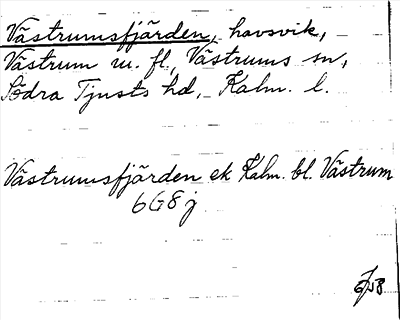 Västrumsfjärden, havsvik,
Västrum m. fl., Västrums sn,
Södra Tjusts hd, Kalm. l.
Västrumsfjärden ek Kalm. bl. Västrum
6G8j